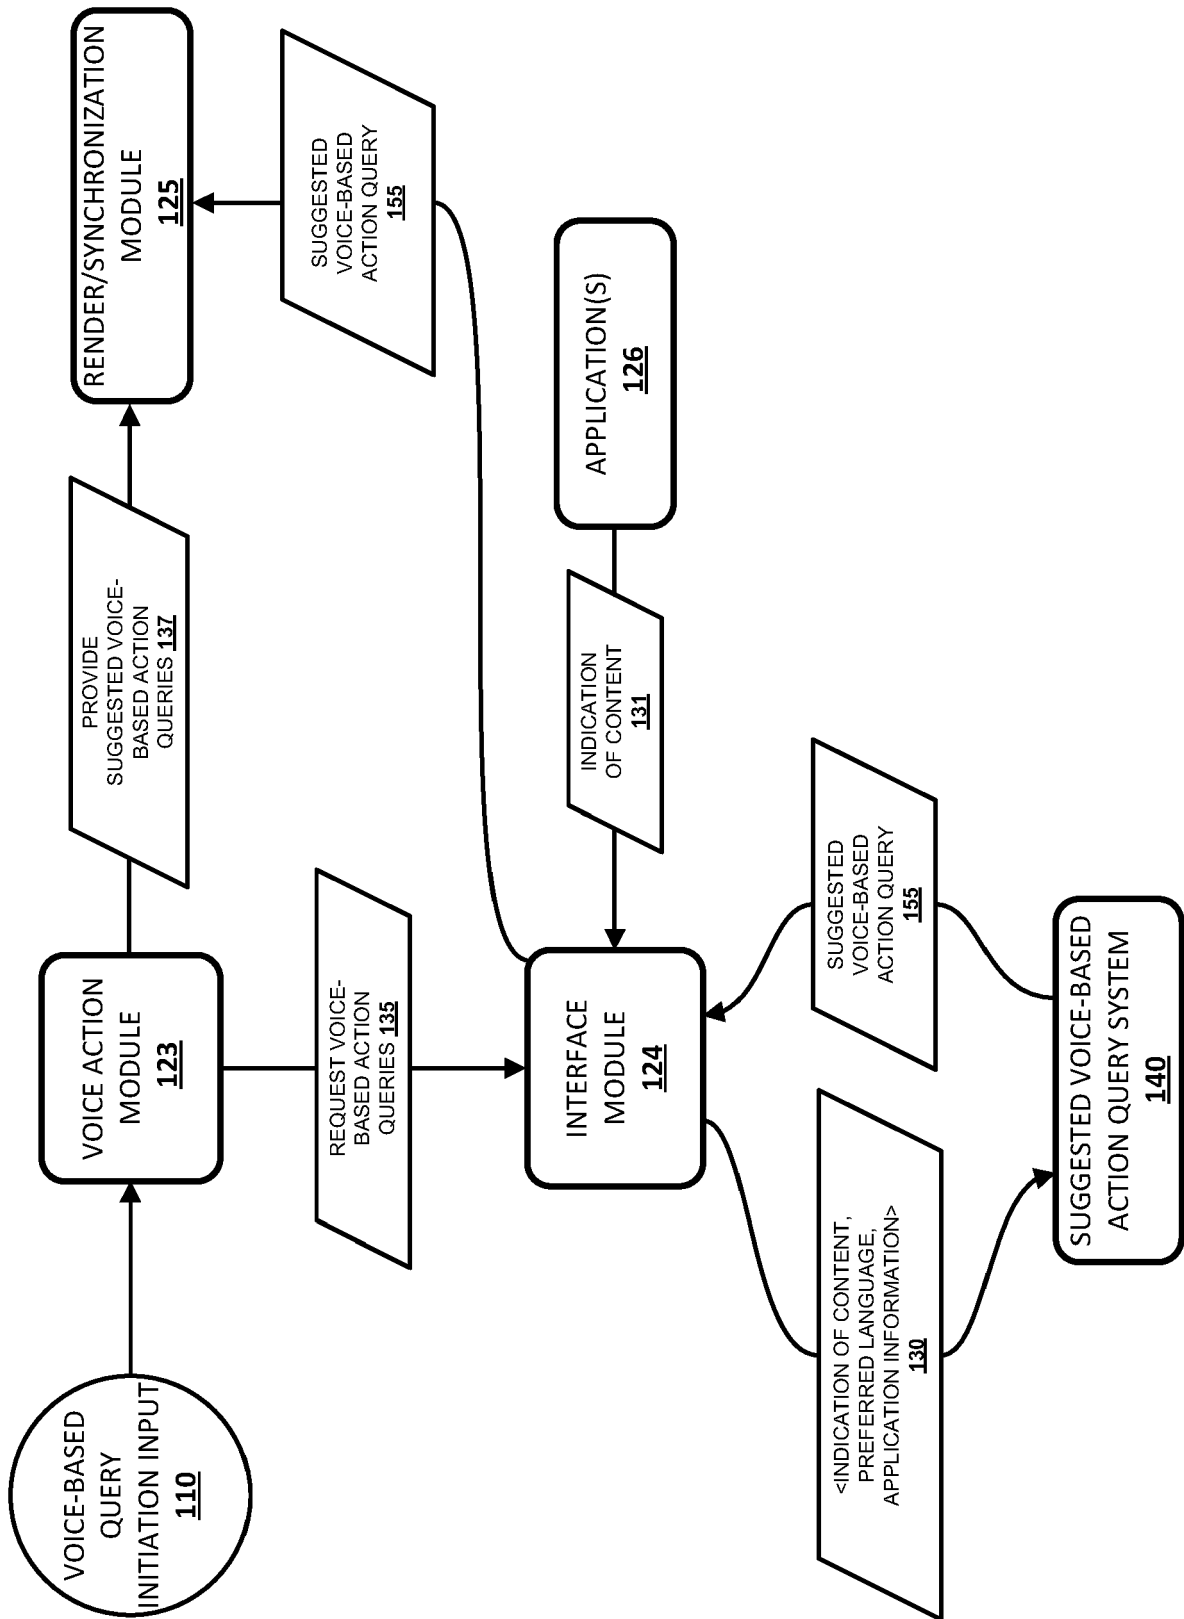 VOICE-BASED
QUERY
INITIATION INPUT
110
VOICE ACTION
MODULE
123
PROVIDE
SUGGESTED VOICE-
BASED ACTION
QUERIES 137
RENDER/SYNCHRONIZATION
MODULE
125
REQUEST VOICE-
BASED ACTION
QUERIES 135
SUGGESTED
VOICE-BASED
ACTION QUERY
155
INTERFACE
MODULE
124
INDICATION
OF CONTENT
131
APPLICATION(S)
126
<INDICATION OF CONTENT,
PREFERRED LANGUAGE,
APPLICATION INFORMATION>
130
SUGGESTED
VOICE-BASED
ACTION QUERY
155
SUGGESTED VOICE-BASED
ACTION QUERY SYSTEM
140